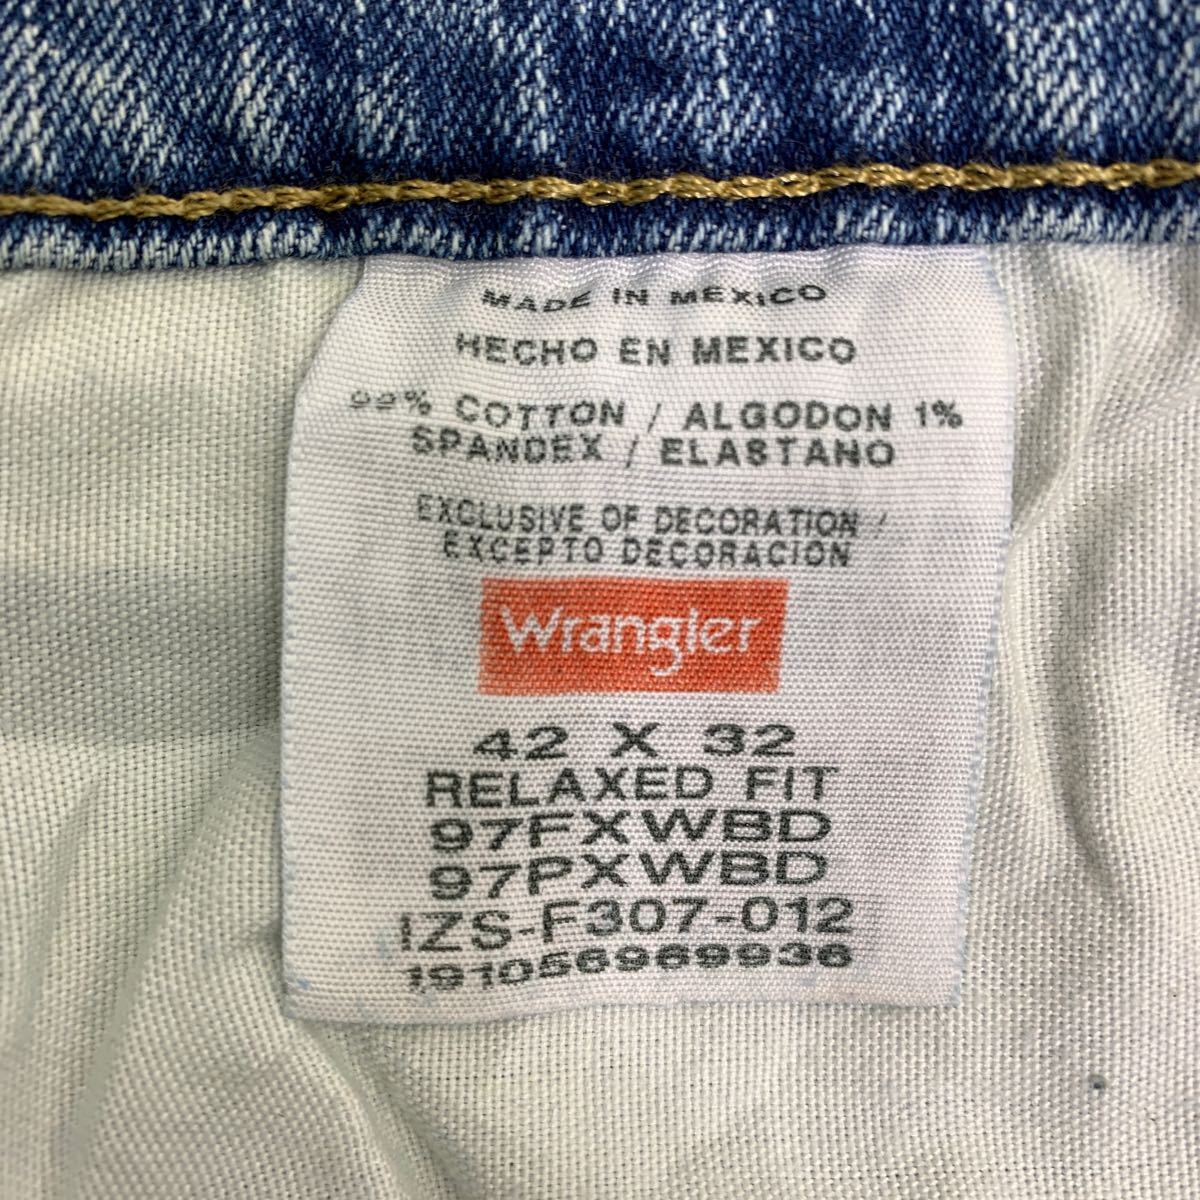 MADE IN MEXICO
HECHO EN MEXICO
99% COTTON / ALGODON 1%
SPANDEX / ELASTANO
EXCLUSIVE OF DECORATION /
EXCEPTO DECORACION
Wrangler
42 X 32
RELAXED FIT
97FXWBD
97PXWBD
IZS-F307-012
191056969936